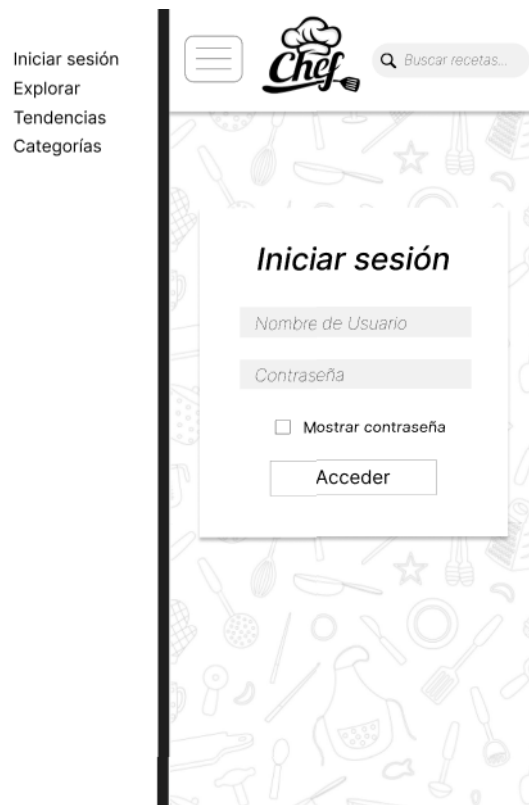 Iniciar sesión
Explorar
Tendencias
Categorías
Chef
Buscar recetas...
Iniciar sesión
Nombre de Usuario
Contraseña
Mostrar contraseña
Acceder